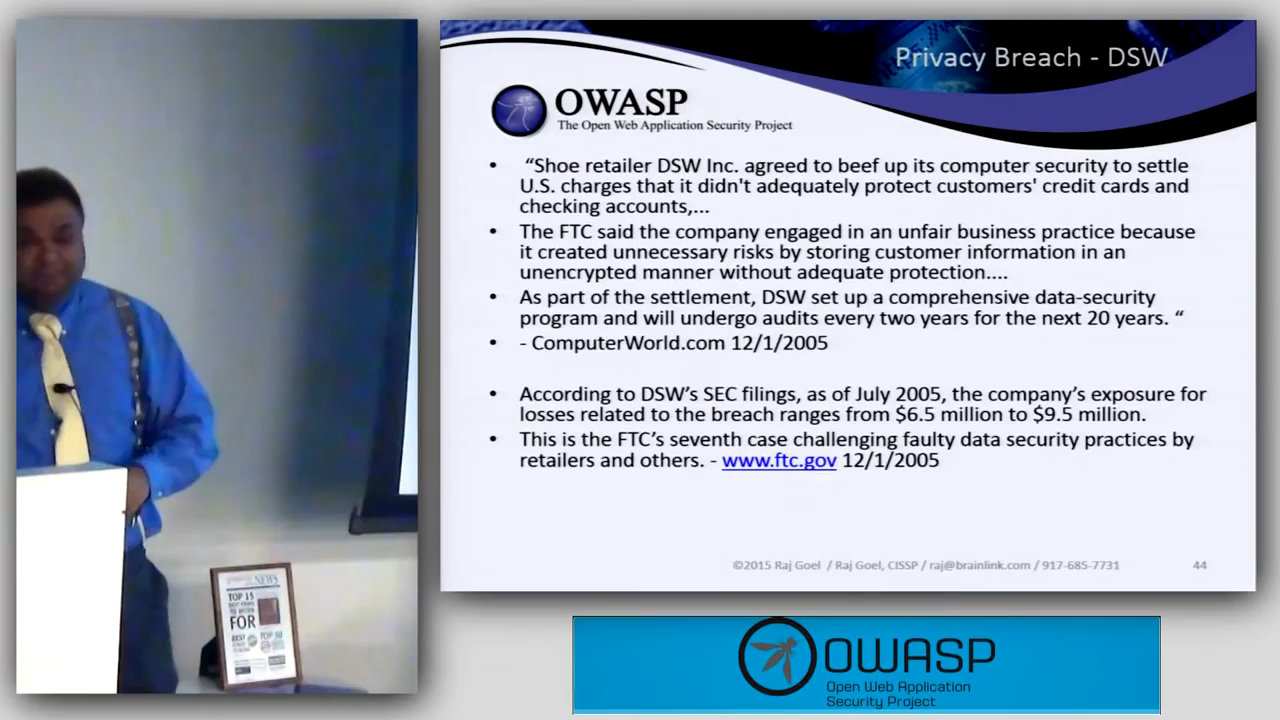 Privacy Breach - DSW
OWASP
The Open Web Application Security Project
• “Shoe retailer DSW Inc. agreed to beef up its computer security to settle
U.S. charges that it didn't adequately protect customers' credit cards and
checking accounts,...
• The FTC said the company engaged in an unfair business practice because
it created unnecessary risks by storing customer information in an
unencrypted manner without adequate protection....
• As part of the settlement, DSW set up a comprehensive data-security
program and will undergo audits every two years for the next 20 years. “
• - ComputerWorld.com 12/1/2005
• According to DSW’s SEC filings, as of July 2005, the company’s exposure for
losses related to the breach ranges from $6.5 million to $9.5 million.
• This is the FTC’s seventh case challenging faulty data security practices by
retailers and others. - www.ftc.gov 12/1/2005
©2015 Raj Goel / Raj Goel, CISSP / raj@brainlink.com / 917-685-7731
44
NEWS
TOP 15
FOR
BEST
TOP 30
OWASP
Open Web Application
Security Project